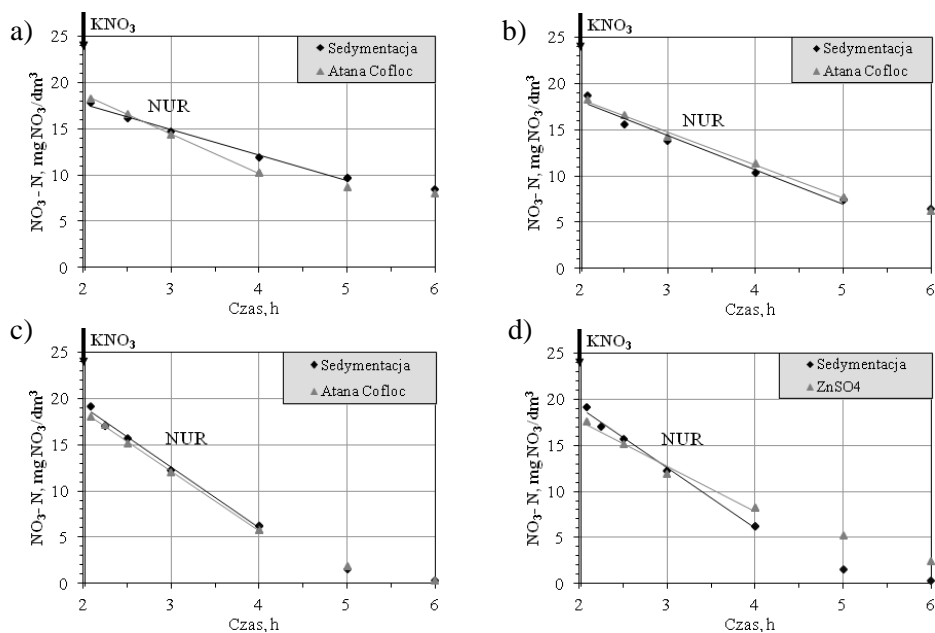 a)
KNO₃
25
20
15
10
5
0
NO₃- N, mg NO₃/dm³
Sedymentacja
Atana Cofloc
NUR
2 3 4 5 6
Czas, h
b)
KNO₃
25
20
15
10
5
0
NO₃- N, mg NO₃/dm³
Sedymentacja
Atana Cofloc
NUR
2 3 4 5 6
Czas, h
c)
KNO₃
25
20
15
10
5
0
NO₃- N, mg NO₃/dm³
Sedymentacja
Atana Cofloc
NUR
2 3 4 5 6
Czas, h
d)
KNO₃
25
20
15
10
5
0
NO₃- N, mg NO₃/dm³
Sedymentacja
ZnSO4
NUR
2 3 4 5 6
Czas, h